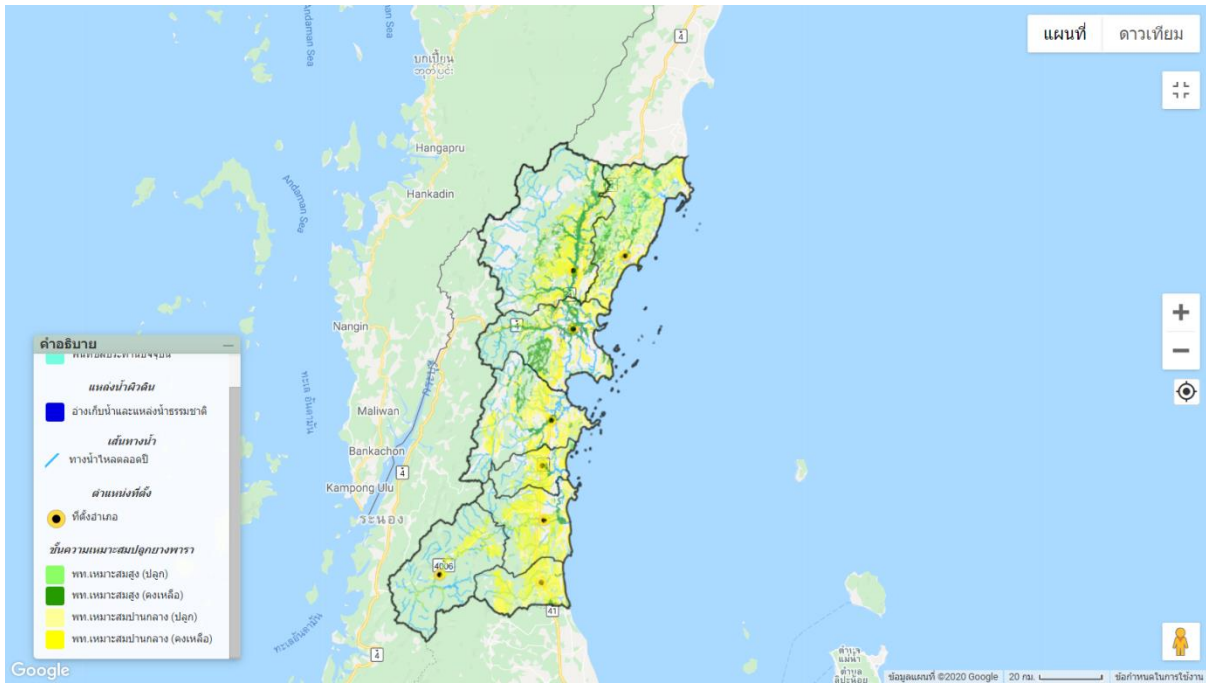 Andaman Sea
Andaman Sea
4
แผนที่
ดาวเทียม
Hangapru
Hankadin
Andaman Sea
4
Nangin
Maliwan
Bankachon
4
Kampong Ulu
ระนอง
4006
41
4
ทะเลอันดามัน
คำอธิบาย
แหล่งน้ำผิวดิน
อ่างเก็บน้ำและแหล่งน้ำธรรมชาติ
เส้นทางน้ำ
ทางน้ำไหลตลอดปี
ตำแหน่งที่ตั้ง
ที่ตั้งอำเภอ
ชั้นความเหมาะสมปลูกยางพารา
พท.เหมาะสมสูง (ปลูก)
พท.เหมาะสมสูง (คงเหลือ)
พท.เหมาะสมปานกลาง (ปลูก)
พท.เหมาะสมปานกลาง (คงเหลือ)
Google
ข้อมูลแผนที่ ©2020 Google
20 กม.
ข้อกำหนดในการใช้งาน